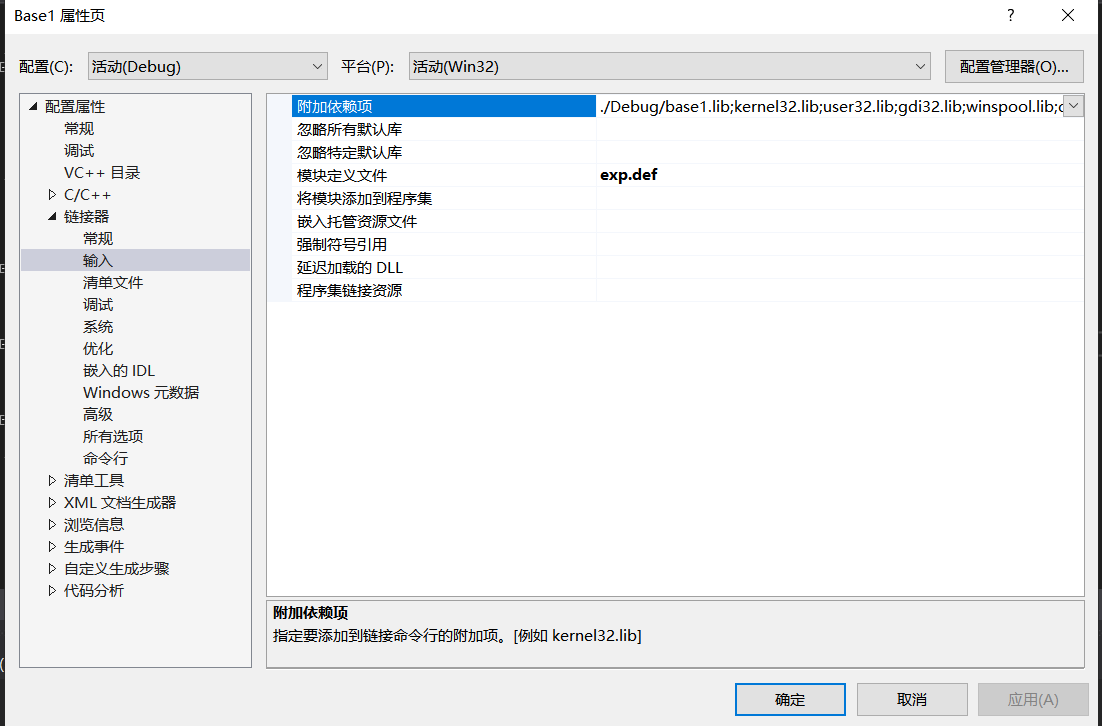 Base1 属性页
?
配置(C):
活动(Debug)
平台(P):
活动(Win32)
配置管理器(O)...
配置属性
常规
调试
VC++ 目录
C/C++
链接器
常规
输入
清单文件
调试
系统
优化
嵌入的 IDL
Windows 元数据
高级
所有选项
命令行
清单工具
XML 文档生成器
浏览信息
生成事件
自定义生成步骤
代码分析
附加依赖项 ./Debug/base1.lib;kernel32.lib;user32.lib;gdi32.lib;winspool.lib;
忽略所有默认库
忽略特定默认库
模块定义文件 exp.def
将模块添加到程序集
嵌入托管资源文件
强制符号引用
延迟加载的 DLL
程序集链接资源
附加依赖项
指定要添加到链接命令行的附加项。[例如 kernel32.lib]
确定
取消
应用(A)